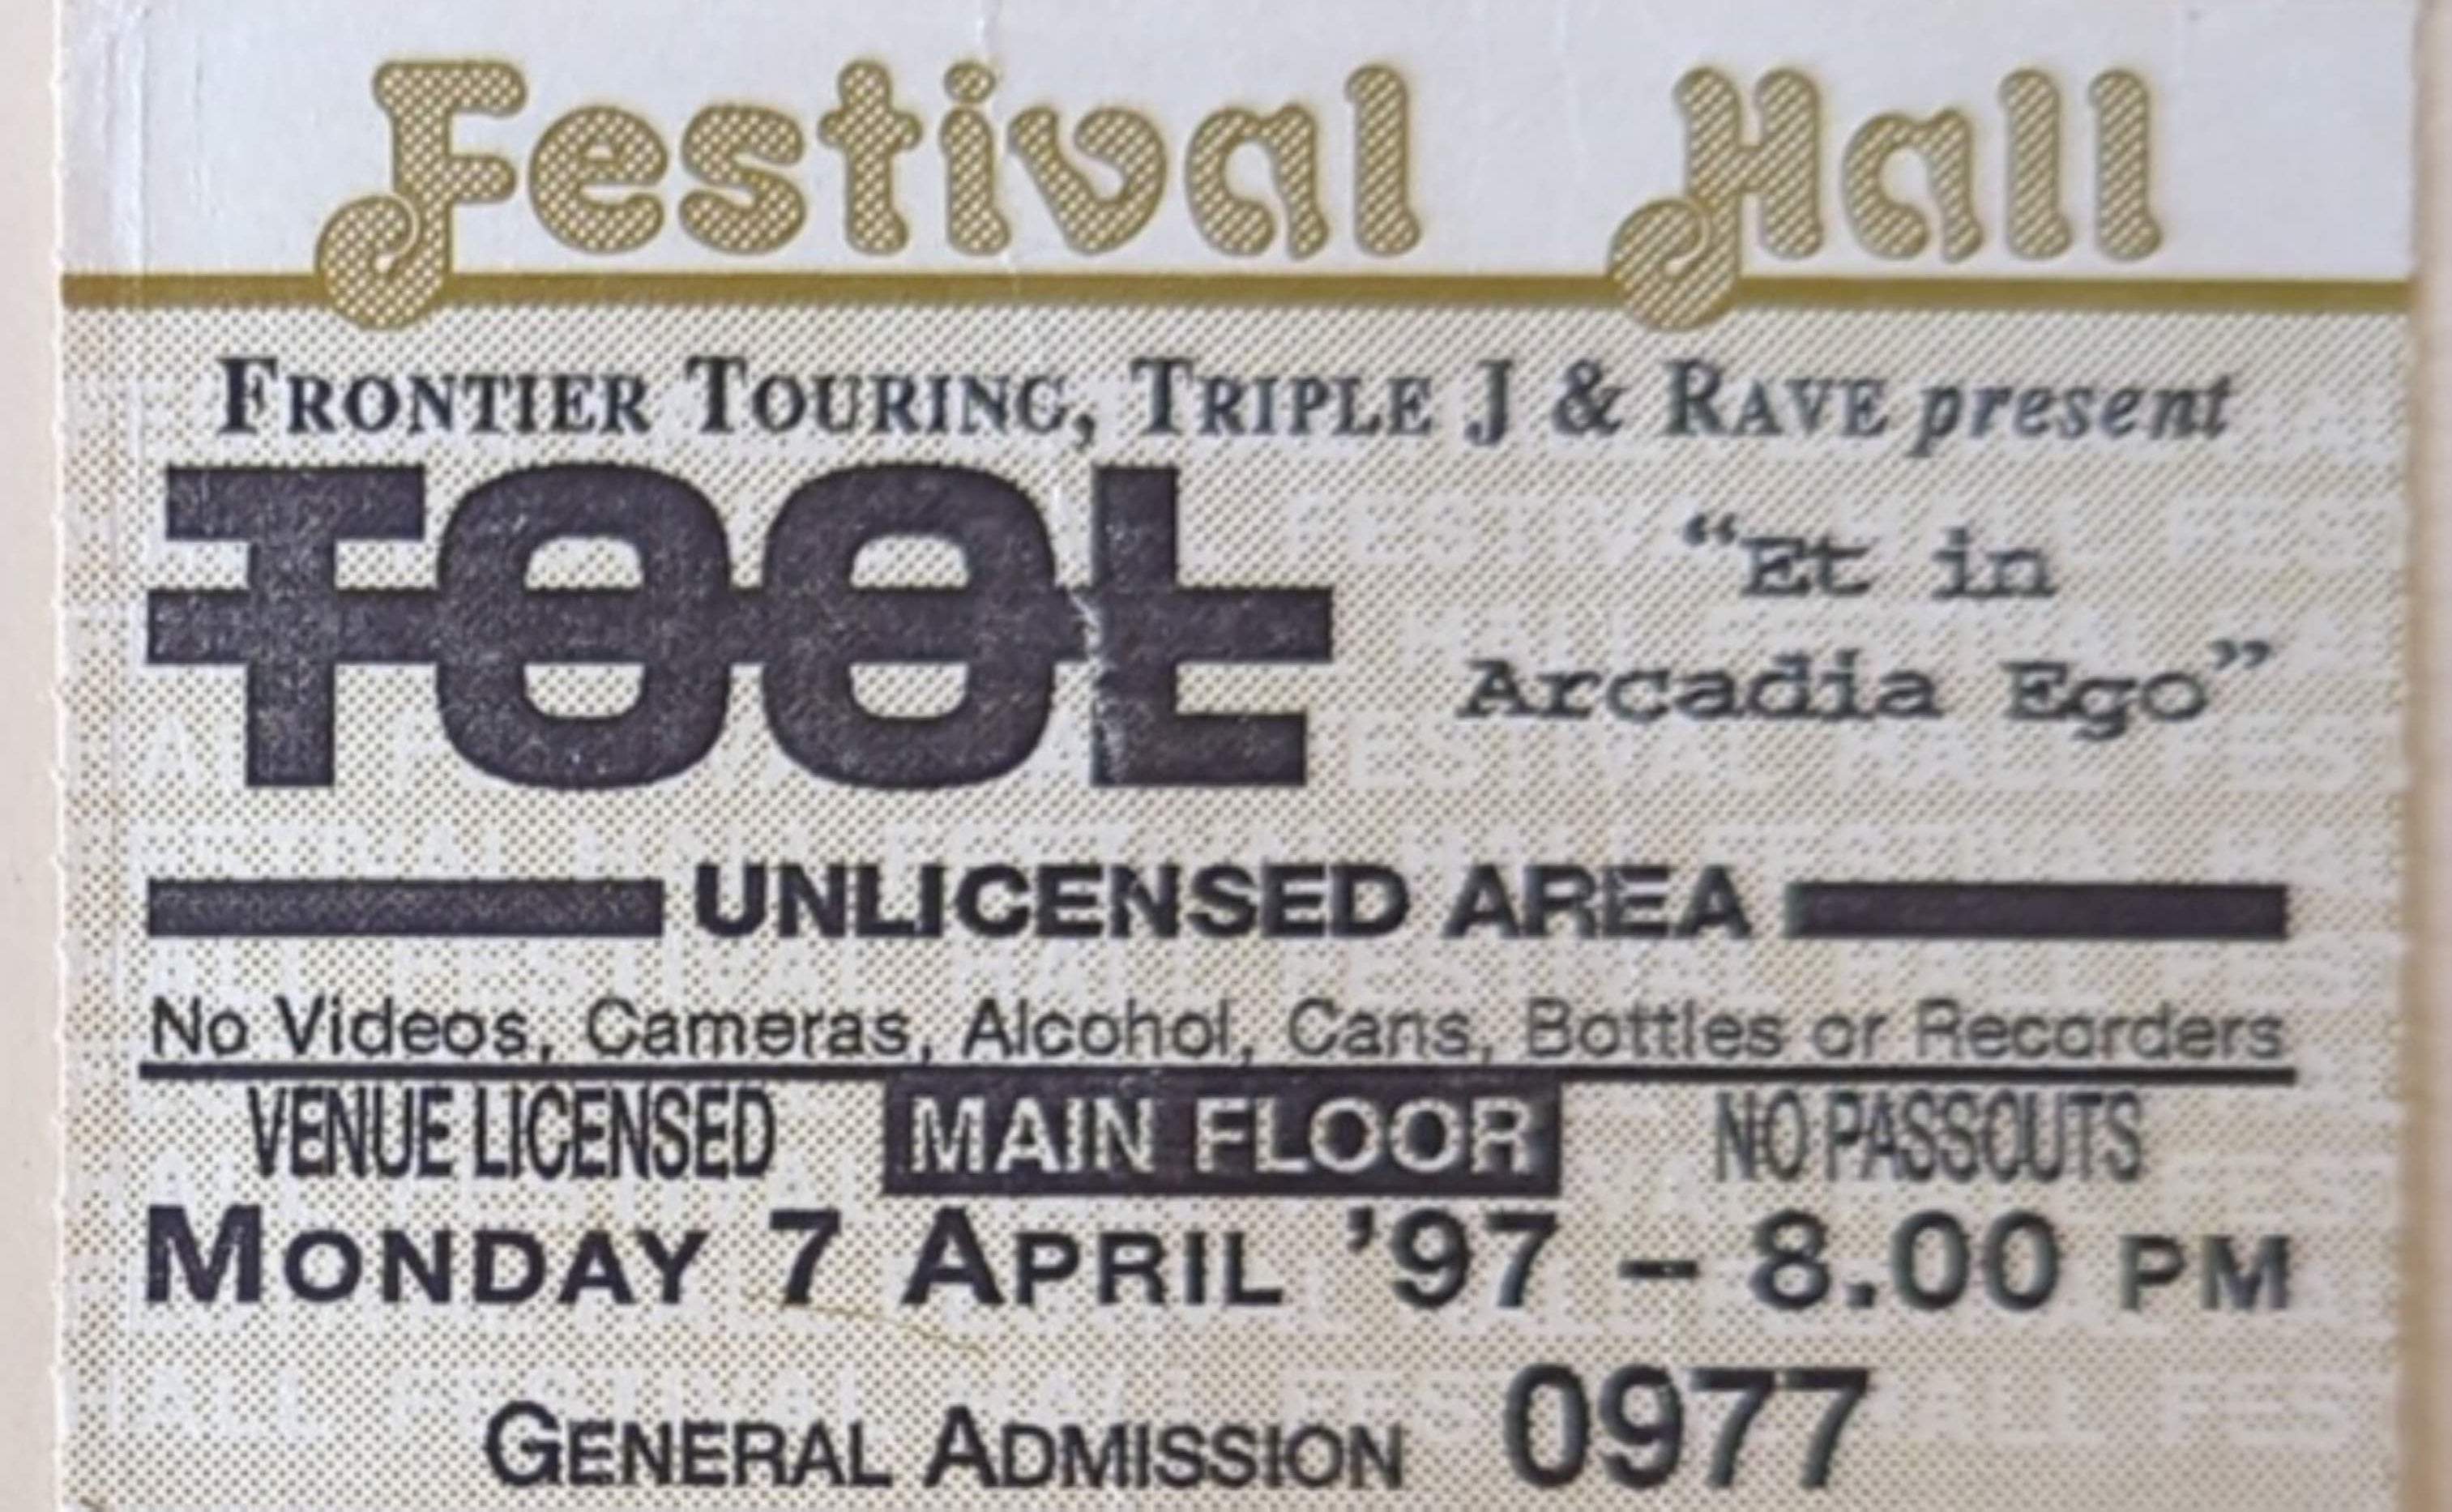 Festival Hall
FRONTIER TOURING, TRIPLE J & RAVE present
TOOL
“Et in
Arcadia Ego”
UNLICENSED AREA
No Videos, Cameras, Alcohol, Cans, Bottles or Recorders
VENUE LICENSED MAIN FLOOR NO PASSOUTS
MONDAY 7 APRIL ’97 – 8.00 PM
GENERAL ADMISSION 0977